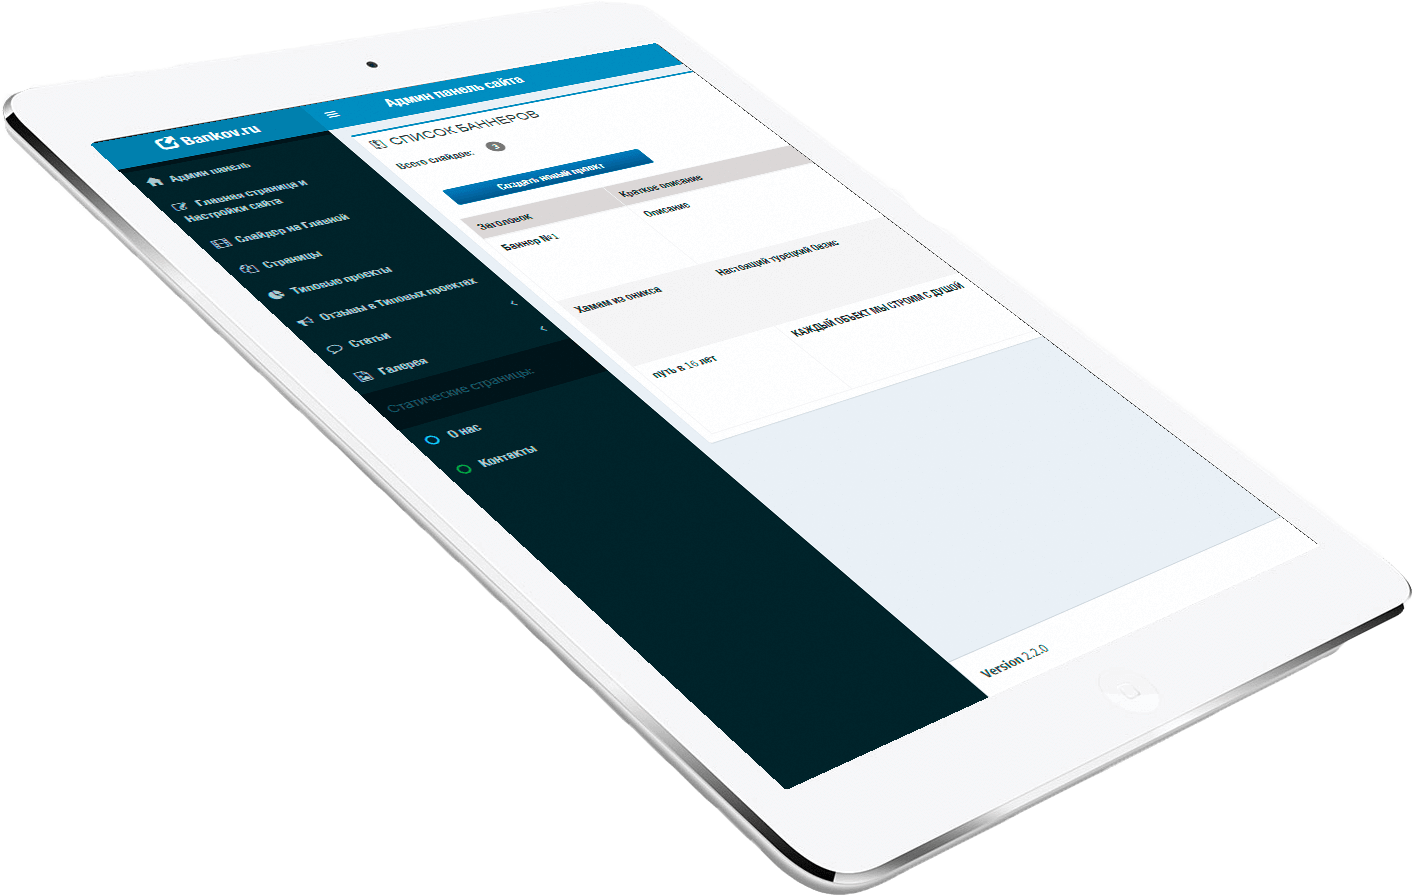 Bankov.ru
Админ панель сайта
Админ панель
Главная страница и
Настройки сайта
Слайдер на Главной
Страницы
Типовые проекты
Отзывы в Типовых проектах
Статьи
Галерея
Статические страницы:
О нас
Контакты
СПИСОК БАННЕРОВ
Всего слайдов: 3
Создать новый проект
Заголовок Краткое описание
Баннер №1 Описание
Хамам из оникса Настоящий турецкий Оазис
путь в 16 лет КАЖДЫЙ ОБЪЕКТ МЫ СТРОИМ С ДУШОЙ
Version 2.2.0